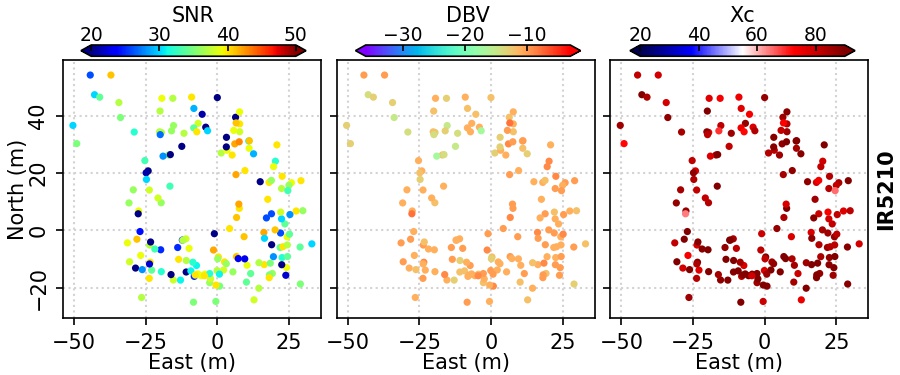 SNR DBV Xc
20 30 40 50 −30 −20 −10 20 40 60 80
North (m)
40
20
0
−20
−50 −25 0 25 −50 −25 0 25 −50 −25 0 25
East (m) East (m) East (m)
IR5210